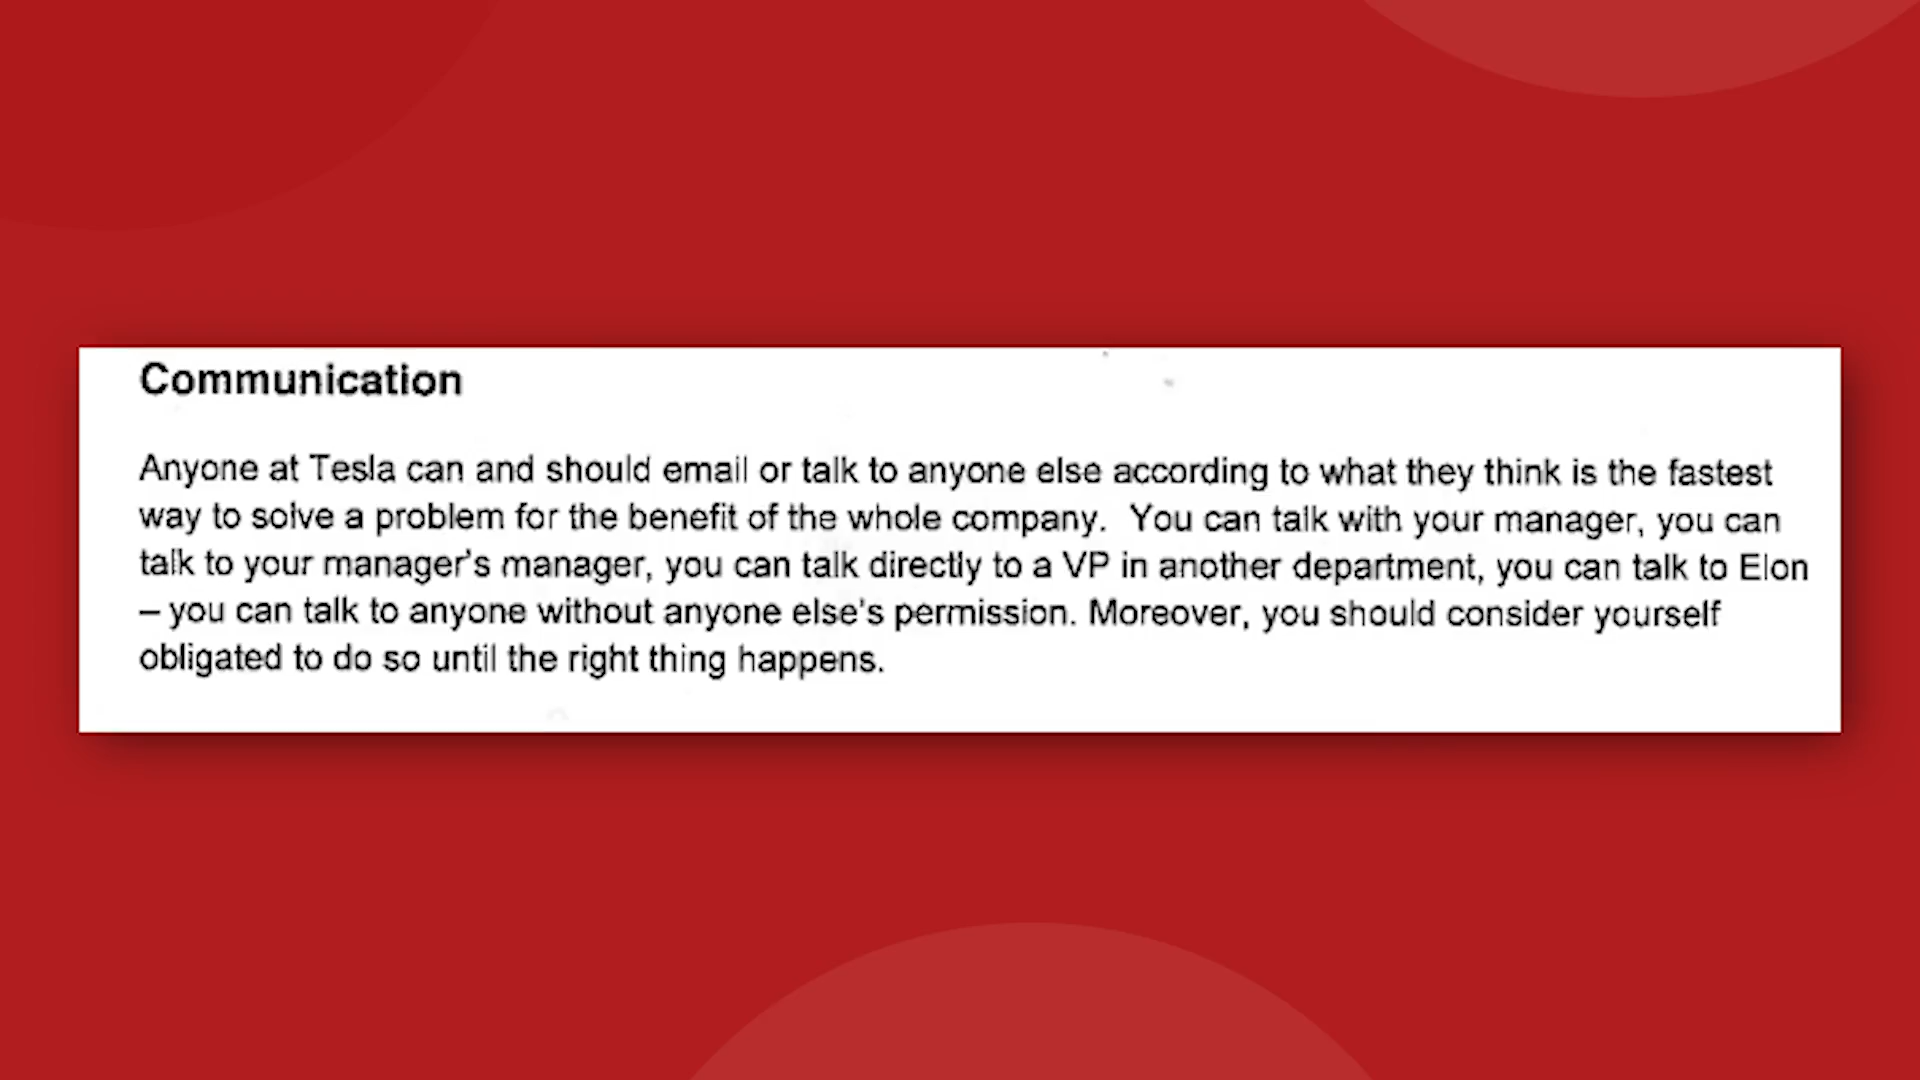 Communication
Anyone at Tesla can and should email or talk to anyone else according to what they think is the fastest
way to solve a problem for the benefit of the whole company. You can talk with your manager, you can
talk to your manager's manager, you can talk directly to a VP in another department, you can talk to Elon
– you can talk to anyone without anyone else's permission. Moreover, you should consider yourself
obligated to do so until the right thing happens.